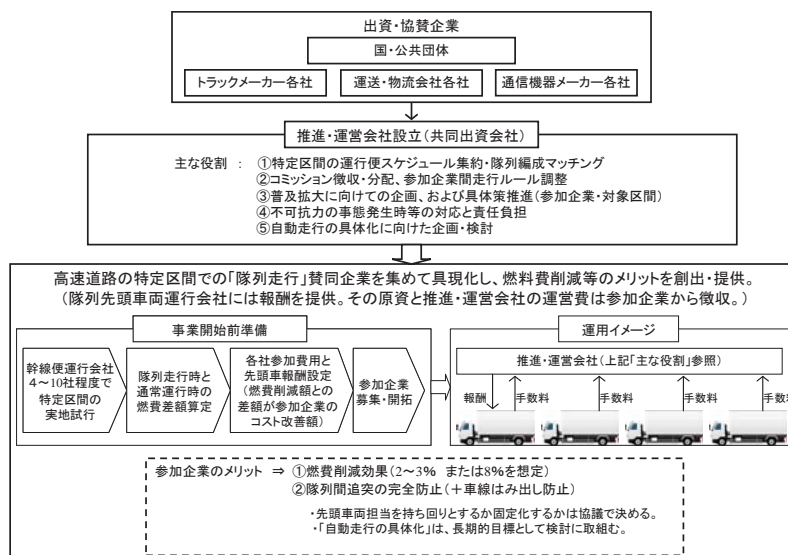 出資・協賛企業
国・公共団体
トラックメーカー各社
運送・物流会社各社
通信機器メーカー各社
推進・運営会社設立(共同出資会社)
主な役割 : ①特定区間の運行便スケジュール集約・隊列編成マッチング
②コミッション徴収・分配、参加企業間走行ルール調整
③普及拡大に向けての企画、および具体策推進(参加企業・対象区間)
④不可抗力の事態発生時等の対応と責任負担
⑤自動走行の具体化に向けた企画・検討
高速道路の特定区間での「隊列走行」賛同企業を集めて具現化し、燃料費削減等のメリットを創出・提供。
(隊列先頭車両運行会社には報酬を提供。その原資と推進・運営会社の運営費は参加企業から徴収。)
事業開始前準備
幹線便運行会社
4~10社程度で
特定区間の
実地試行
隊列走行時と
通常運行時の
燃費差額算定
各社参加費用と
先頭車報酬設定
(燃費削減額との
差額が参加企業の
コスト改善額)
参加企業
募集・開拓
運用イメージ
推進・運営会社(上記「主な役割」参照)
報酬
手数料
手数料
手数料
手数料
参加企業のメリット ⇒ ①燃費削減効果(2~3% または8%を想定)
②隊列間追突の完全防止(+車線はみ出し防止)
・先頭車両担当を持ち回りとするか固定化するかは協議で決める。
・「自動走行の具体化」は、長期的目標として検討に取組む。